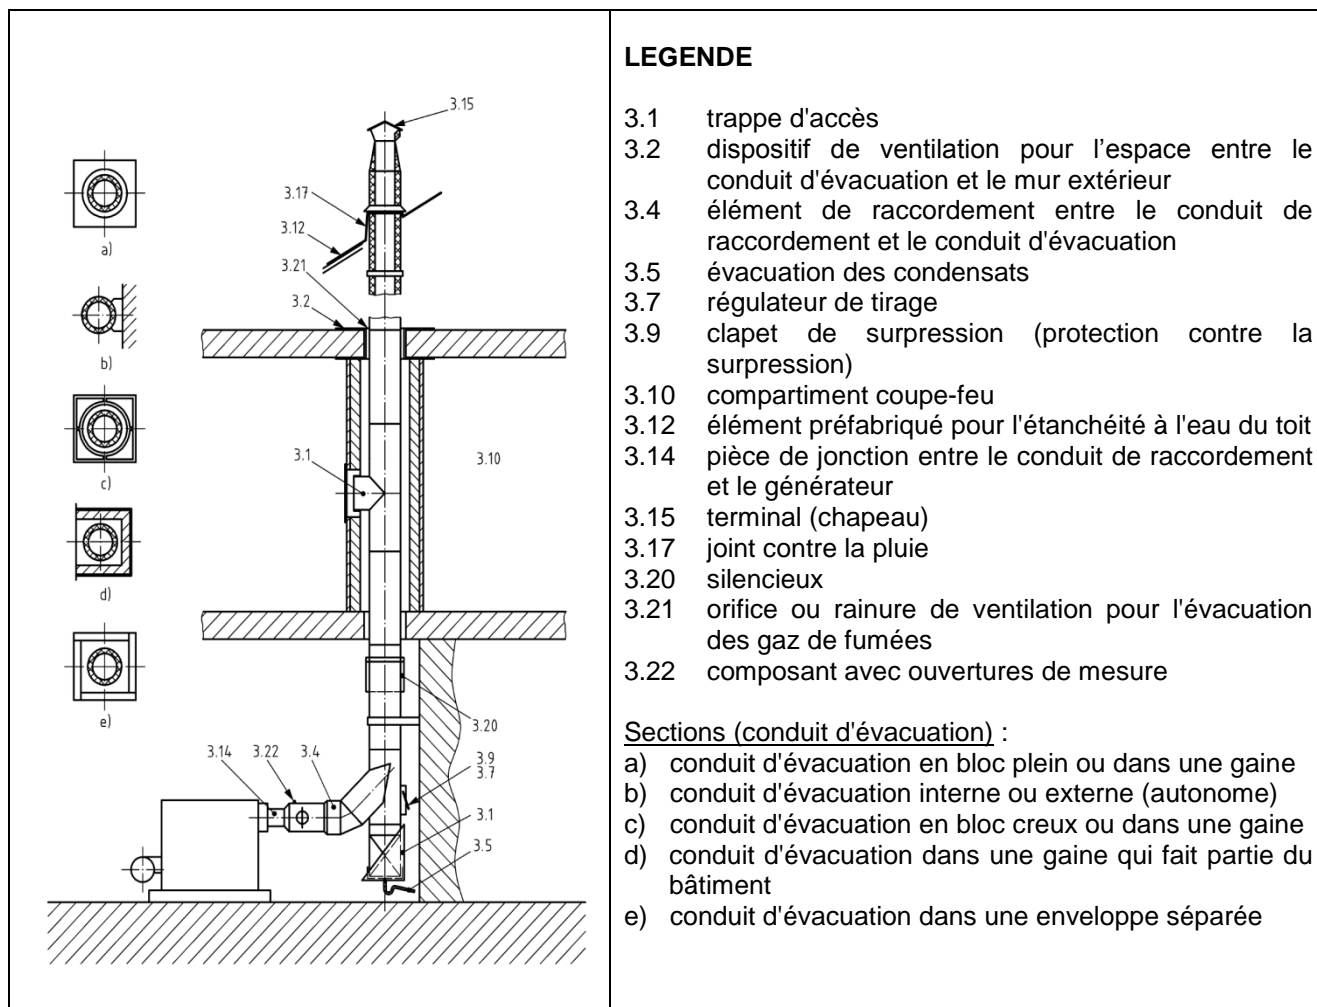 3.15
3.17
3.12
3.21
3.2
a)
b)
c)
d)
e)
3.1
3.10
3.20
3.14 3.22 3.4
3.9
3.7
3.1
3.5
LEGENDE
3.1 trappe d'accès
3.2 dispositif de ventilation pour l’espace entre le
conduit d'évacuation et le mur extérieur
3.4 élément de raccordement entre le conduit de
raccordement et le conduit d'évacuation
3.5 évacuation des condensats
3.7 régulateur de tirage
3.9 clapet de surpression (protection contre la
surpression)
3.10 compartiment coupe-feu
3.12 élément préfabriqué pour l'étanchéité à l'eau du toit
3.14 pièce de jonction entre le conduit de raccordement
et le générateur
3.15 terminal (chapeau)
3.17 joint contre la pluie
3.20 silencieux
3.21 orifice ou rainure de ventilation pour l'évacuation
des gaz de fumées
3.22 composant avec ouvertures de mesure
Sections (conduit d'évacuation) :
a) conduit d'évacuation en bloc plein ou dans une gaine
b) conduit d'évacuation interne ou externe (autonome)
c) conduit d'évacuation en bloc creux ou dans une gaine
d) conduit d'évacuation dans une gaine qui fait partie du
bâtiment
e) conduit d'évacuation dans une enveloppe séparée